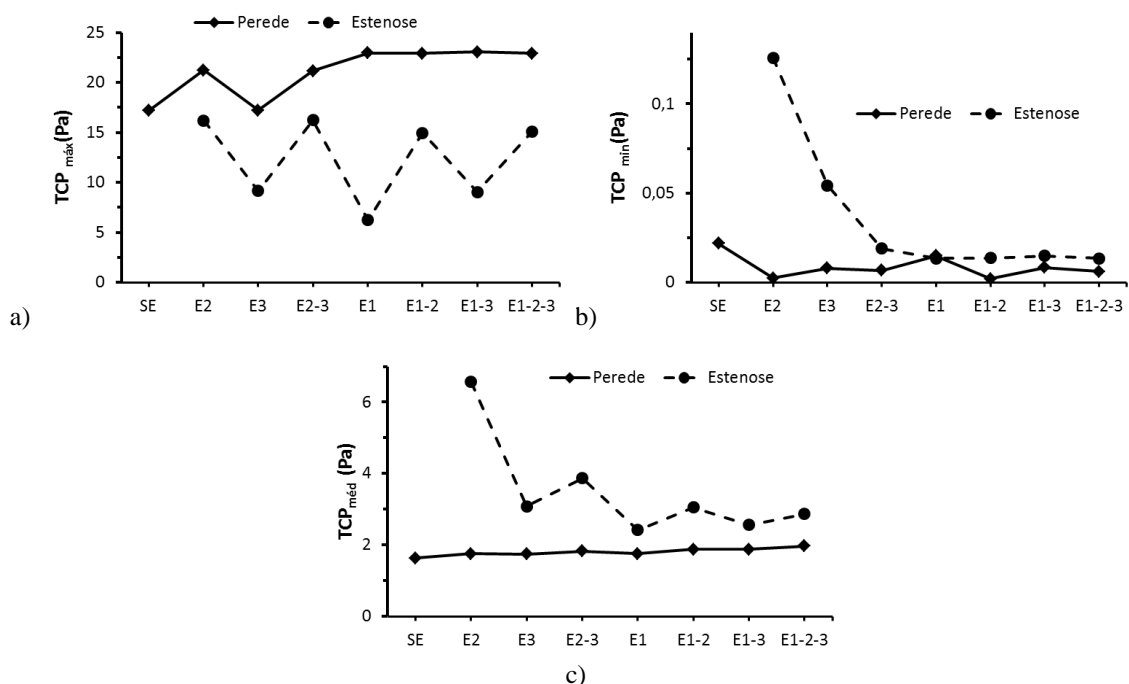 Perede Estenose
25
20
15
10
5
0
TCP máx(Pa)
SE E2 E3 E2-3 E1 E1-2 E1-3 E1-2-3
a)
Perede Estenose
0,1
0,05
0
TCP min(Pa)
SE E2 E3 E2-3 E1 E1-2 E1-3 E1-2-3
b)
Perede Estenose
6
4
2
0
TCPméd (Pa)
SE E2 E3 E2-3 E1 E1-2 E1-3 E1-2-3
c)